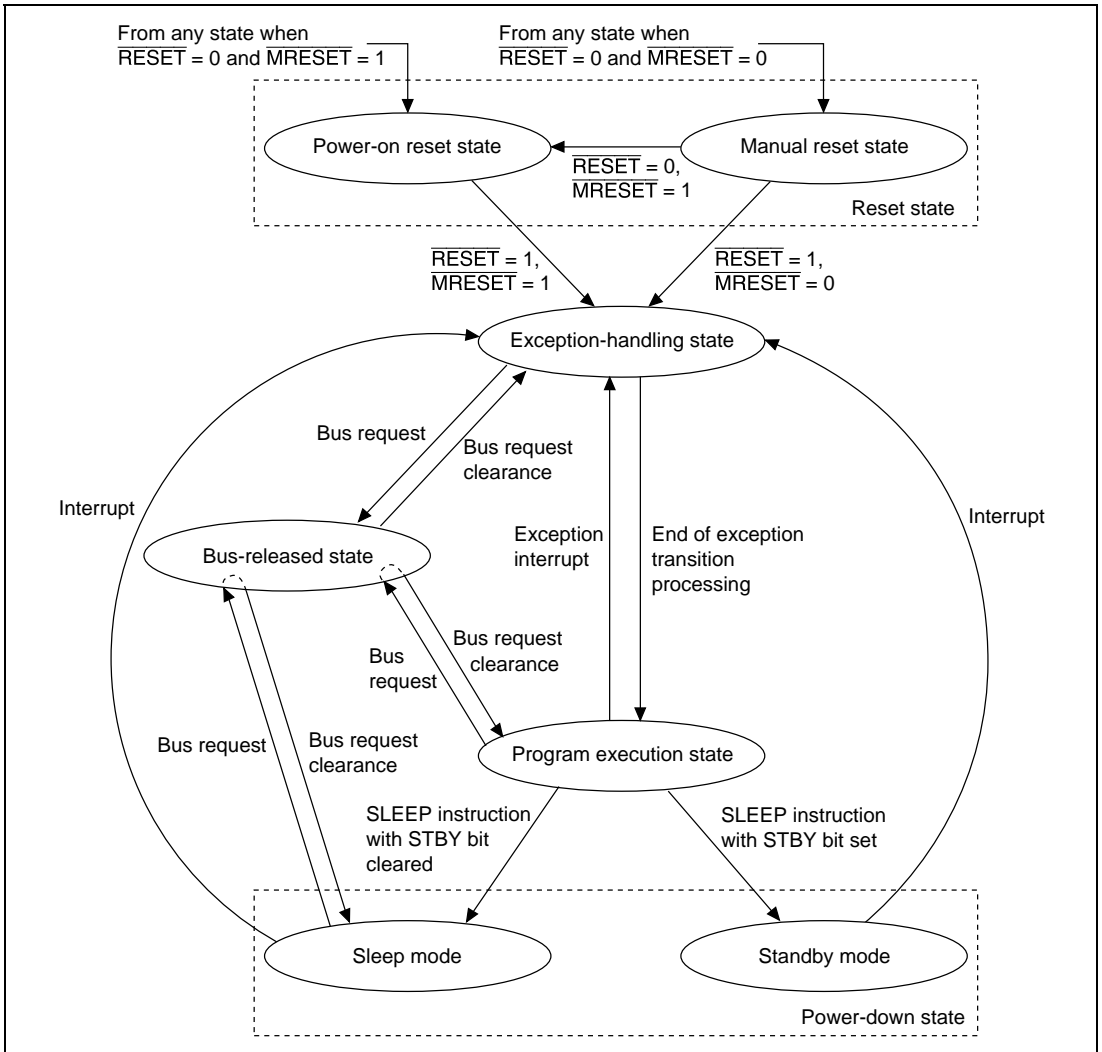 From any state when
RESET = 0 and MRESET = 1
From any state when
RESET = 0 and MRESET = 0
Power-on reset state
Manual reset state
RESET = 0,
MRESET = 1
Reset state
RESET = 1,
MRESET = 1
RESET = 1,
MRESET = 0
Exception-handling state
Bus request
Bus request
clearance
Interrupt
Exception
interrupt
End of exception
transition
processing
Interrupt
Bus-released state
Bus
request
Bus request
clearance
Bus request
Bus request
clearance
Program execution state
SLEEP instruction
with STBY bit
cleared
SLEEP instruction
with STBY bit set
Sleep mode
Standby mode
Power-down state